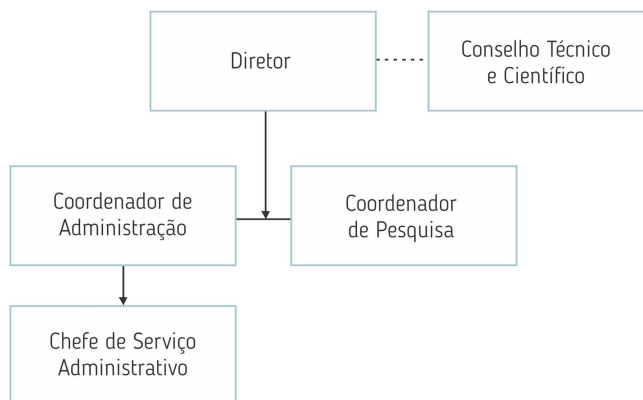 Diretor
Conselho Técnico
e Científico
Coordenador de
Administração
Coordenador
de Pesquisa
Chefe de Serviço
Administrativo